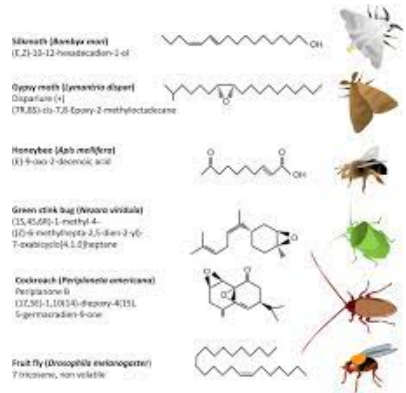 Silkmoth (Bombyx mori)
(E,Z)-10-12-hexadecadien-1-ol
OH
Gypsy moth (Lymantria dispar)
Disparlure (+)
(7R,8S)-cis-7,8-Epoxy-2-methyloctadecane
O
Honeybee (Apis mellifera)
(E)-9-oxo-2-decenoic acid
O
O
OH
Green stink bug (Nezara viridula)
(1S,4S,6R)-1-methyl-4-
((Z)-6-methylhepta-2,5-dien-2-yl)-
7-oxabicyclo[4.1.0]heptane
O
Cockroach (Periplaneta americana)
Periplanone B
(1Z,5E)-1,10(14)-diepoxy-4(15),
5-germacradien-9-one
O
O
O
Fruit fly (Drosophila melanogaster)
7 tricosene, non volatile